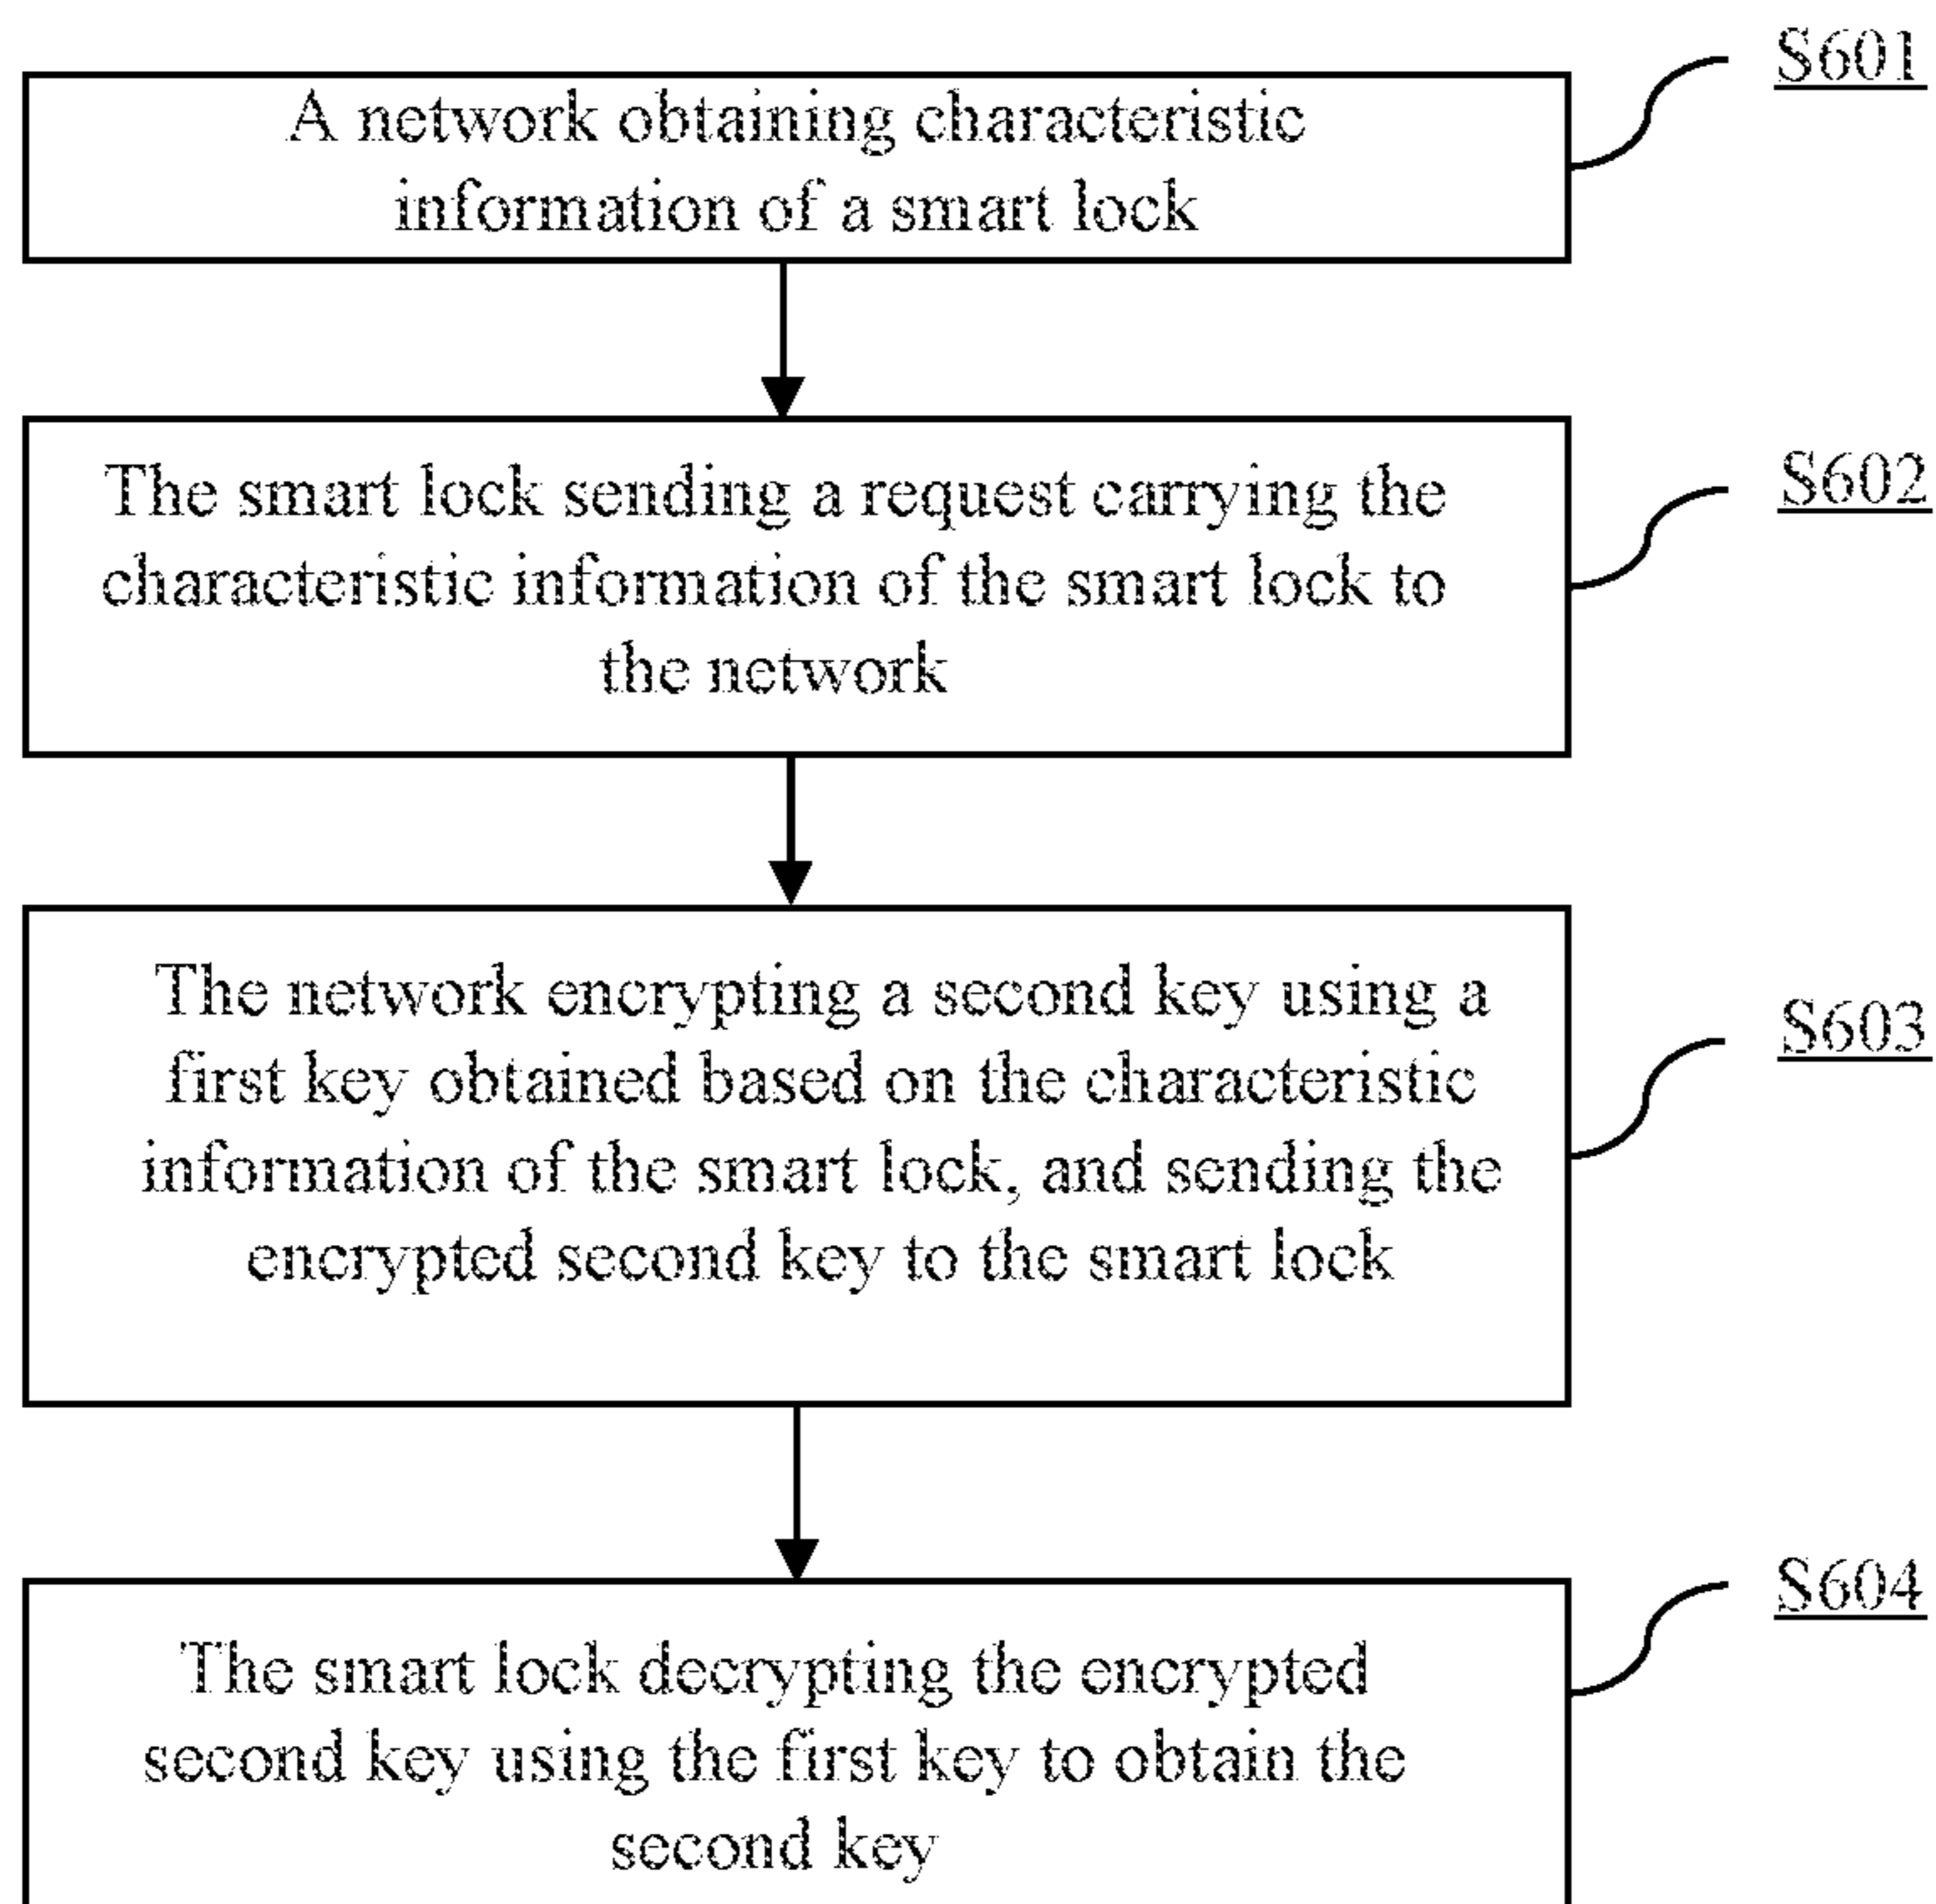 S601
A network obtaining characteristic
information of a smart lock
S602
The smart lock sending a request carrying the
characteristic information of the smart lock to
the network
S603
The network encrypting a second key using a
first key obtained based on the characteristic
information of the smart lock, and sending the
encrypted second key to the smart lock
S604
The smart lock decrypting the encrypted
second key using the first key to obtain the
second key